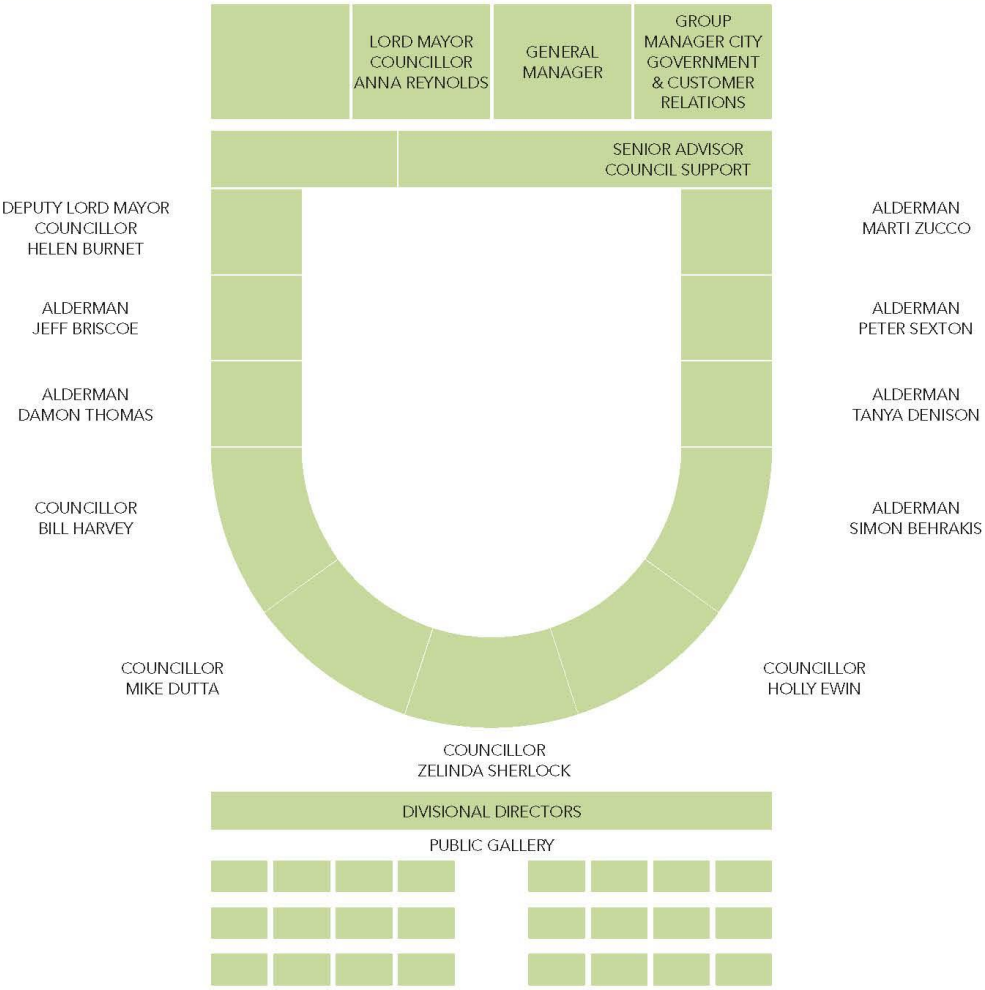 LORD MAYOR
COUNCILLOR
ANNA REYNOLDS
GENERAL
MANAGER
GROUP
MANAGER CITY
GOVERNMENT
& CUSTOMER
RELATIONS
SENIOR ADVISOR
COUNCIL SUPPORT
DEPUTY LORD MAYOR
COUNCILLOR
HELEN BURNET
ALDERMAN
MARTI ZUCCO
ALDERMAN
JEFF BRISCOE
ALDERMAN
PETER SEXTON
ALDERMAN
DAMON THOMAS
ALDERMAN
TANYA DENISON
COUNCILLOR
BILL HARVEY
ALDERMAN
SIMON BEHRAKIS
COUNCILLOR
MIKE DUTTA
COUNCILLOR
HOLLY EWIN
COUNCILLOR
ZELINDA SHERLOCK
DIVISIONAL DIRECTORS
PUBLIC GALLERY